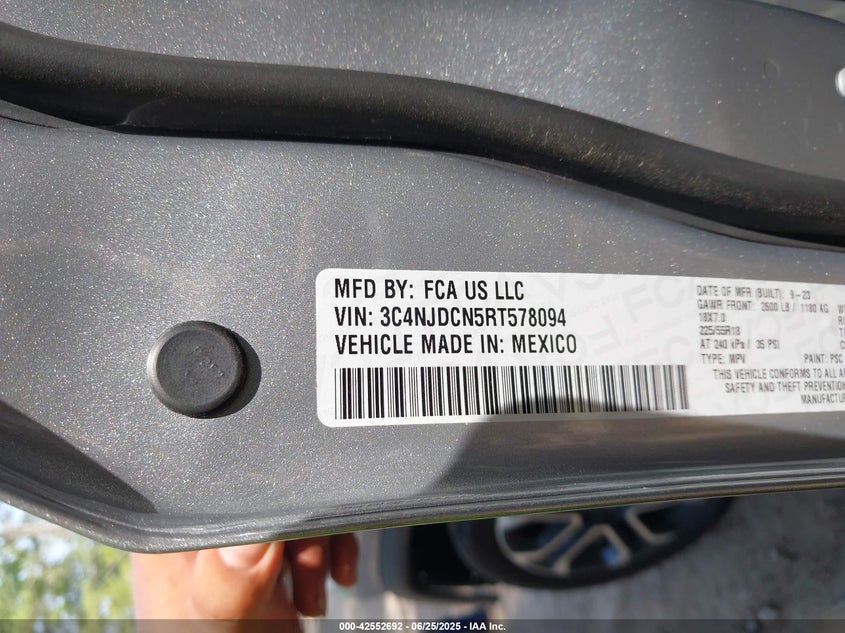 MFD BY: FCA US LLC
VIN: 3C4NJDCN5RT578094
VEHICLE MADE IN: MEXICO
DATE OF MFR (BUILT): 9-23
GAWR FRONT: 2600 LB / 1180 KG
18X7.0
225/55R18
AT 240 kPa / 35 PSI
TYPE: MPV PAINT: PSC
THIS VEHICLE CONFORMS TO ALL
SAFETY AND THEFT PREVENTION
000-42552692 - 06/25/2025 - IAA Inc.